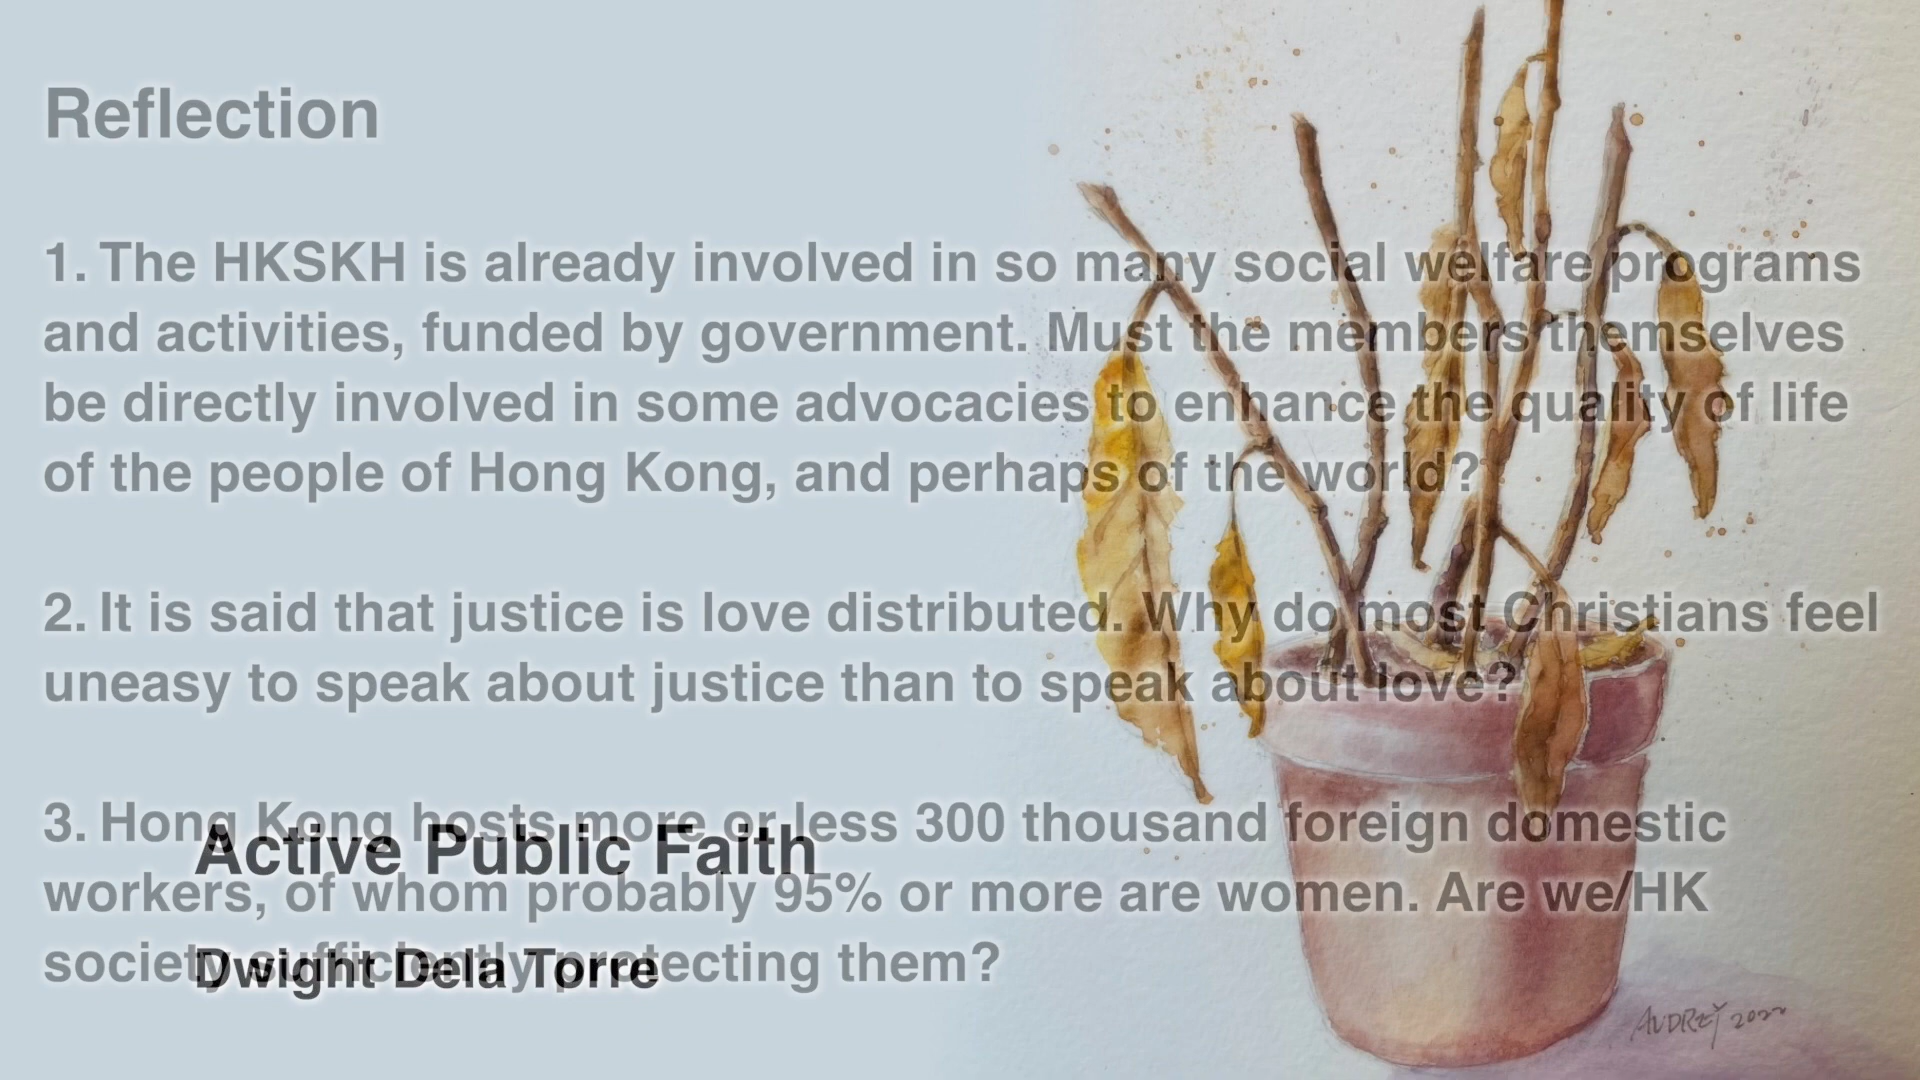 Reflection
1. The HKSKH is already involved in so many social welfare programs
and activities, funded by government. Must the members themselves
be directly involved in some advocacies to enhance the quality of life
of the people of Hong Kong, and perhaps of the world?
2. It is said that justice is love distributed. Why do most Christians feel
uneasy to speak about justice than to speak about love?
3. Hong Kong hosts more or less 300 thousand foreign domestic
workers, of whom probably 95% or more are women. Are we/HK
society sufficiently protecting them?
Active Public Faith
Dwight Dela Torre
AUDREY 2022